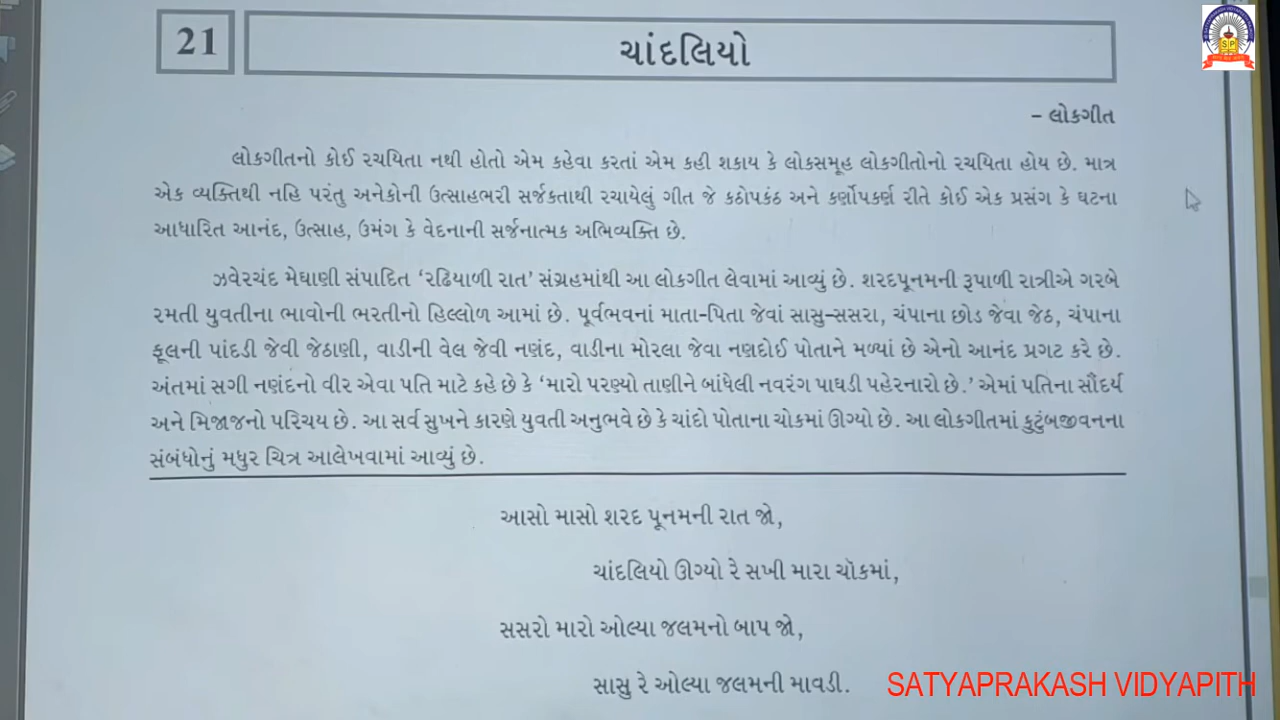 21
ચાંદલિયો
– લોકગીત
લોકગીતનો કોઈ રચયિતા નથી હોતો એમ કહેવા કરતાં એમ કહી શકાય કે લોકસમૂહ લોકગીતોનો રચયિતા હોય છે. માત્ર
એક વ્યક્તિથી નહિ પરંતુ અનેકોની ઉત્સાહભરી સર્જકતાથી રચાયેલું ગીત જે કઠોપકંઠ અને કર્ણોપકર્ણ રીતે કોઈ એક પ્રસંગ કે ઘટના
આધારિત આનંદ, ઉત્સાહ, ઉમંગ કે વેદનાની સર્જનાત્મક અભિવ્યક્તિ છે.
ઝવેરચંદ મેઘાણી સંપાદિત ‘રઢિયાળી રાત’ સંગ્રહમાંથી આ લોકગીત લેવામાં આવ્યું છે. શરદપૂનમની રૂપાળી રાત્રીએ ગરબે
રમતી યુવતીના ભાવોની ભરતીનો હિલ્લોળ આમાં છે. પૂર્વભવનાં માતા-પિતા જેવાં સાસુ-સસરા, ચંપાના છોડ જેવા જેઠ, ચંપાના
ફૂલની પાંદડી જેવી જેઠાણી, વાડીની વેલ જેવી નણંદ, વાડીના મોરલા જેવા નણદોઈ પોતાને મળ્યાં છે એનો આનંદ પ્રગટ કરે છે.
અંતમાં સગી નણંદનો વીર એવા પતિ માટે કહે છે કે ‘મારો પરણ્યો તાણીને બાંધેલી નવરંગ પાઘડી પહેરનારો છે.’ એમાં પતિના સૌંદર્ય
અને મિજાજનો પરિચય છે. આ સર્વ સુખને કારણે યુવતી અનુભવે છે કે ચાંદો પોતાના ચોકમાં ઊગ્યો છે. આ લોકગીતમાં કુટુંબજીવનના
સંબંધોનું મધુર ચિત્ર આલેખવામાં આવ્યું છે.
આસો માસો શરદ પૂનમની રાત જો,
ચાંદલિયો ઊગ્યો રે સખી મારા ચૉકમાં,
સસરો મારો ઓલ્યા જલમનો બાપ જો,
સાસુ રે ઓલ્યા જલમની માવડી.
SATYAPRAKASH VIDYAPITH